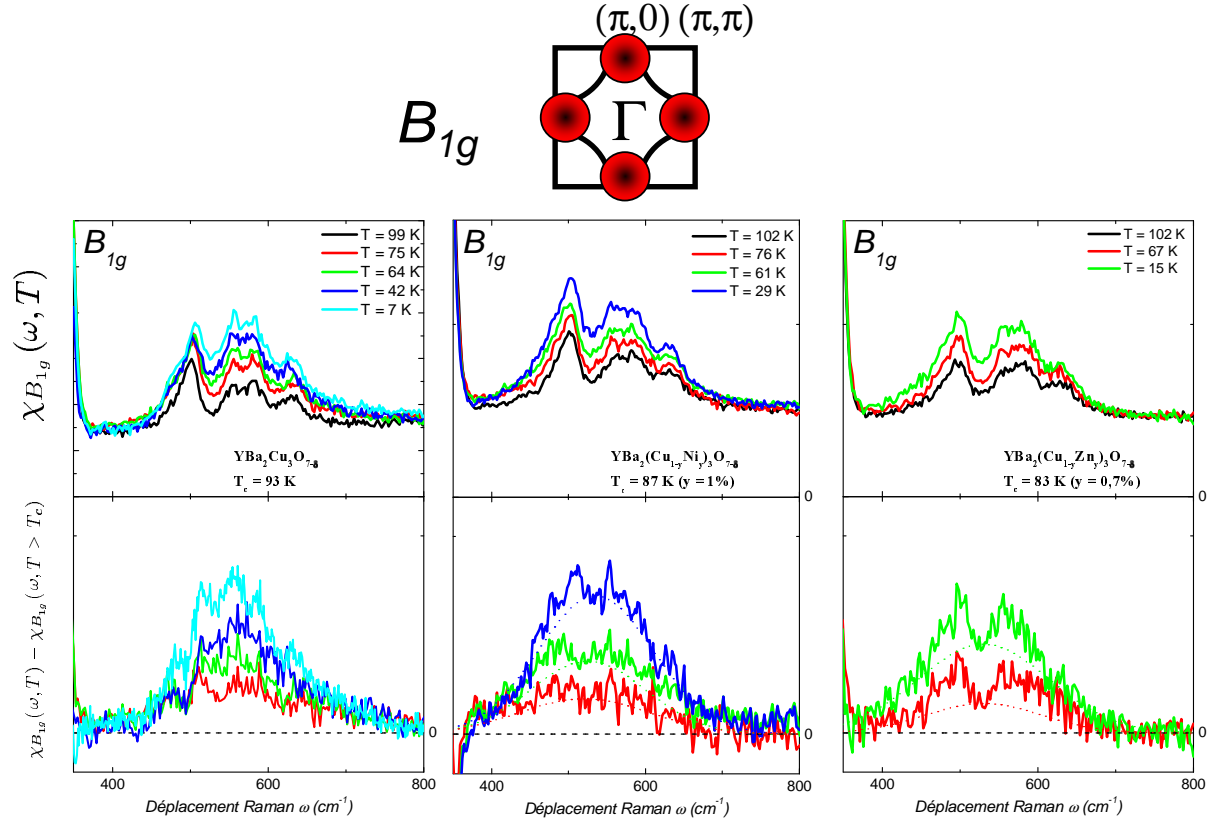 (π,0) (π,π)
B1g
Γ
χB1g(ω,T)
B1g
T = 99 K
T = 75 K
T = 64 K
T = 42 K
T = 7 K
YBa2Cu3O7-δ
Tc = 93 K
B1g
T = 102 K
T = 76 K
T = 61 K
T = 29 K
YBa2(Cu1-yNiy)3O7-δ
Tc = 87 K (y = 1%)
0
B1g
T = 102 K
T = 67 K
T = 15 K
YBa2(Cu1-yZny)3O7-δ
Tc = 83 K (y = 0,7%)
0
χB1g(ω,T) − χB1g(ω,T > Tc)
0
0
0
400 600 800
400 600 800
400 600 800
Déplacement Raman ω (cm-1)
Déplacement Raman ω (cm-1)
Déplacement Raman ω (cm-1)